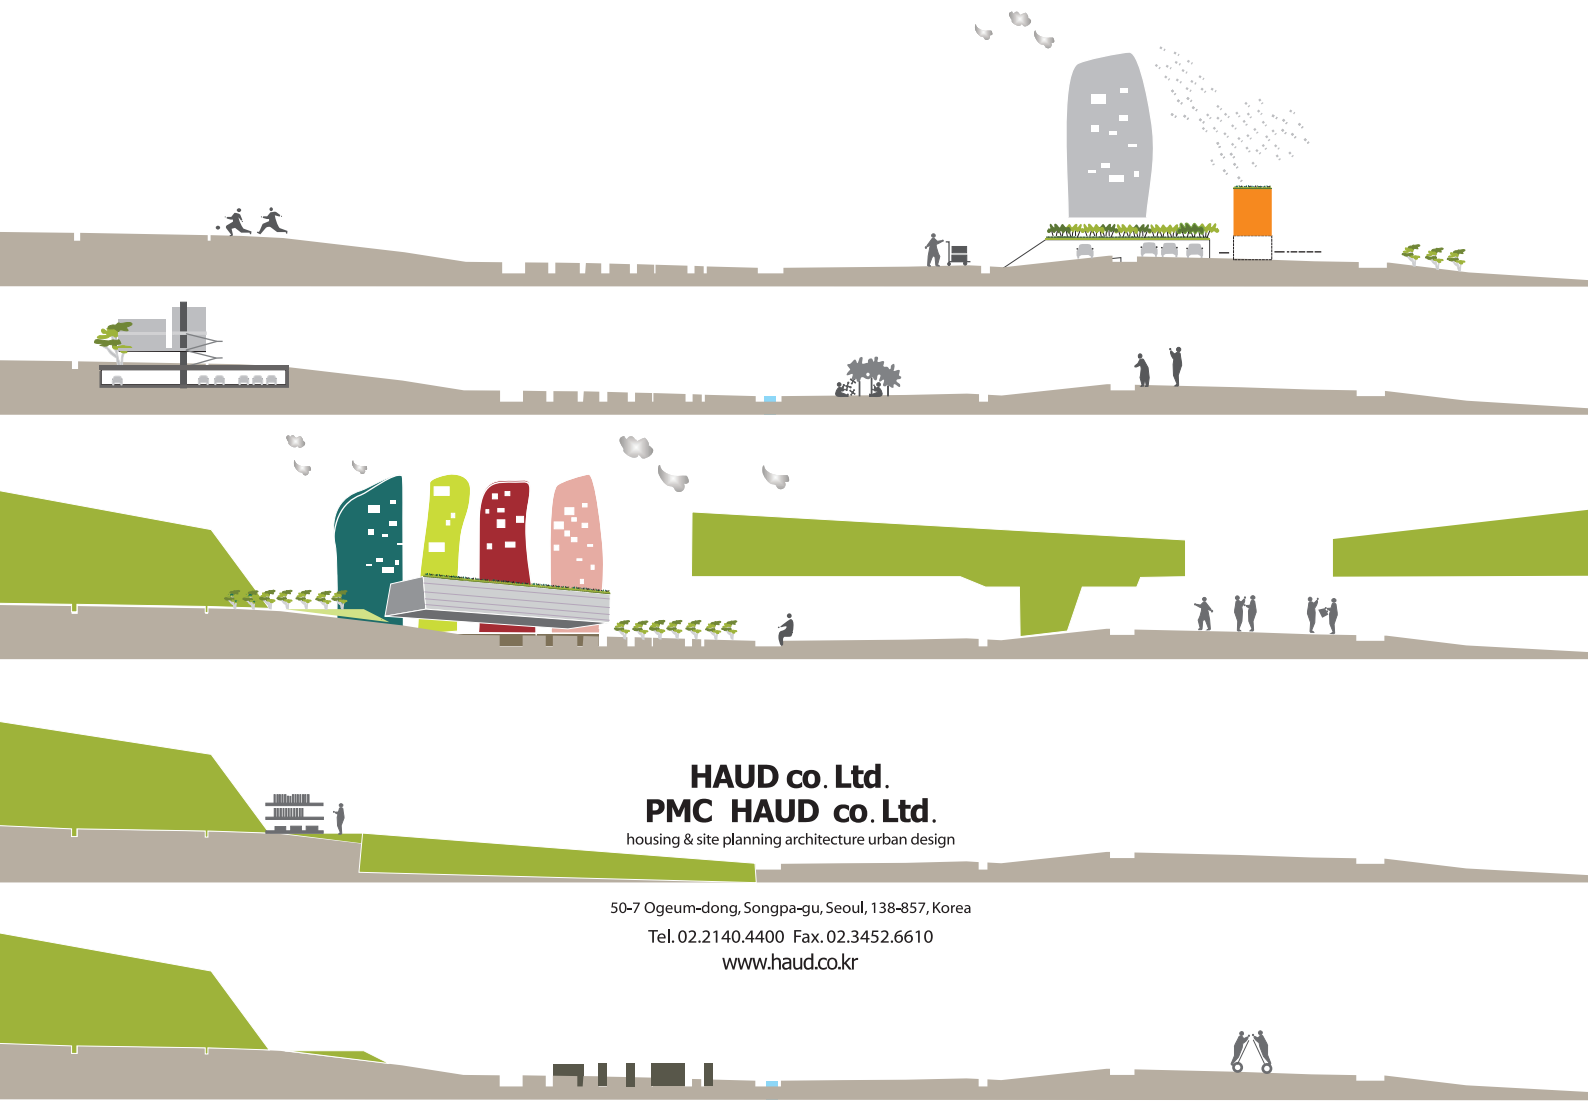 HAUD co. Ltd.
PMC HAUD co. Ltd.
housing & site planning architecture urban design
50-7 Ogeum-dong, Songpa-gu, Seoul, 138-857, Korea
Tel. 02.2140.4400 Fax. 02.3452.6610
www.haud.co.kr